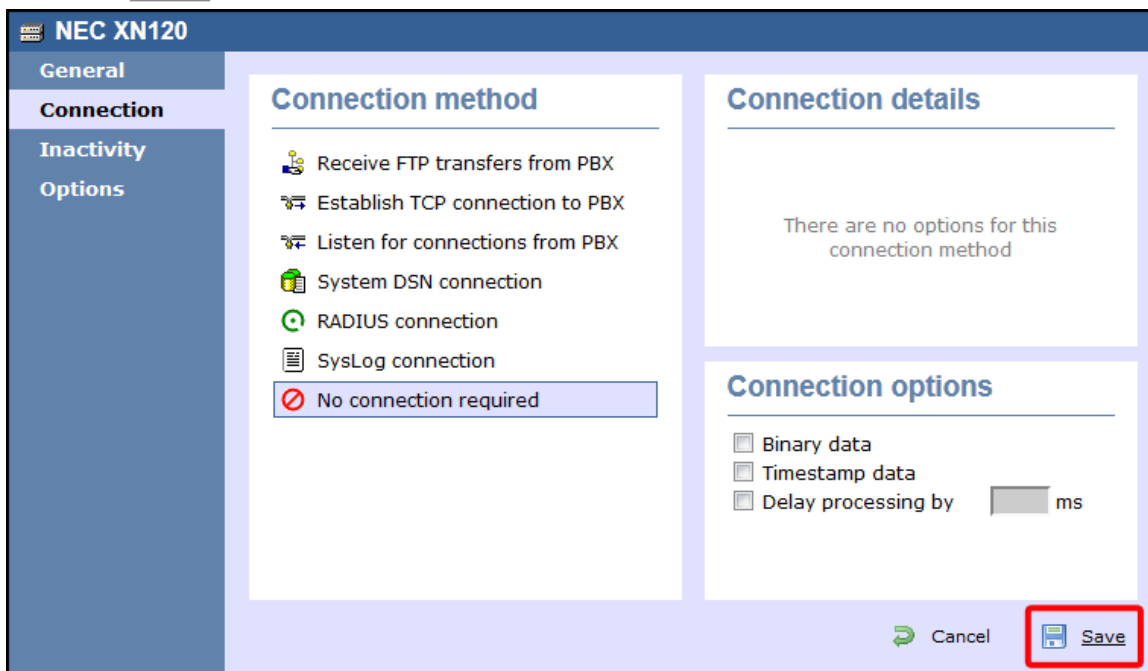 NEC XN120
General
Connection
Inactivity
Options
Connection method
Receive FTP transfers from PBX
Establish TCP connection to PBX
Listen for connections from PBX
System DSN connection
RADIUS connection
SysLog connection
No connection required
Connection details
There are no options for this
connection method
Connection options
Binary data
Timestamp data
Delay processing by ms
Cancel
Save